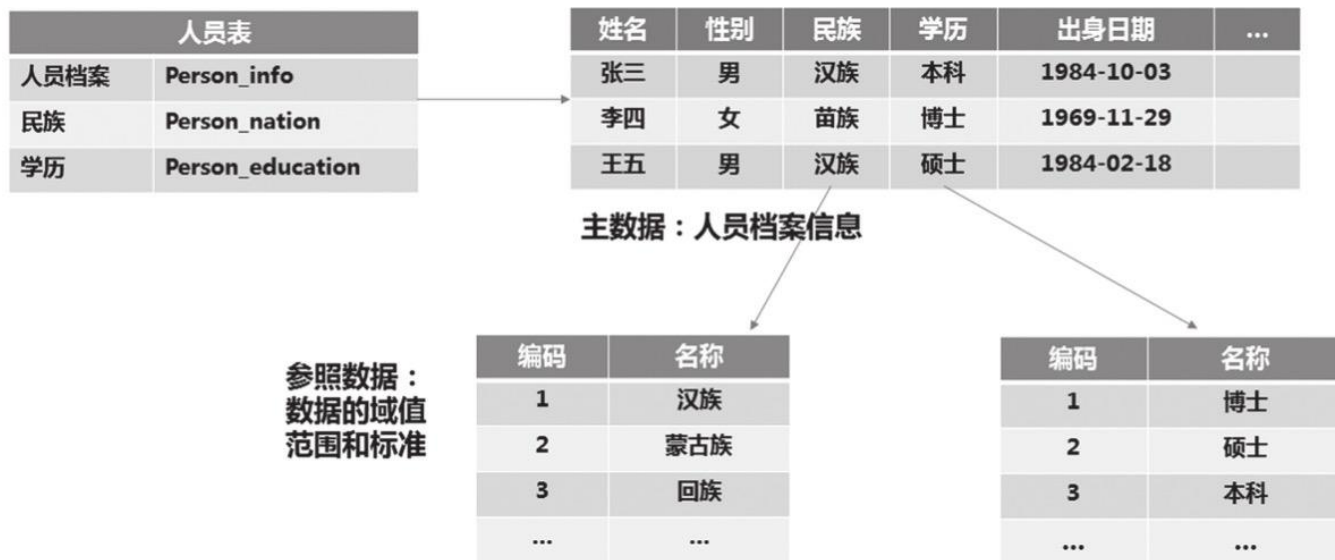 人员表
人员档案 Person_info
民族 Person_nation
学历 Person_education
姓名 性别 民族 学历 出身日期 ...
张三 男 汉族 本科 1984-10-03
李四 女 苗族 博士 1969-11-29
王五 男 汉族 硕士 1984-02-18
主数据：人员档案信息
参照数据：
数据的域值
范围和标准
编码 名称
1 汉族
2 蒙古族
3 回族
... ...
编码 名称
1 博士
2 硕士
3 本科
... ...